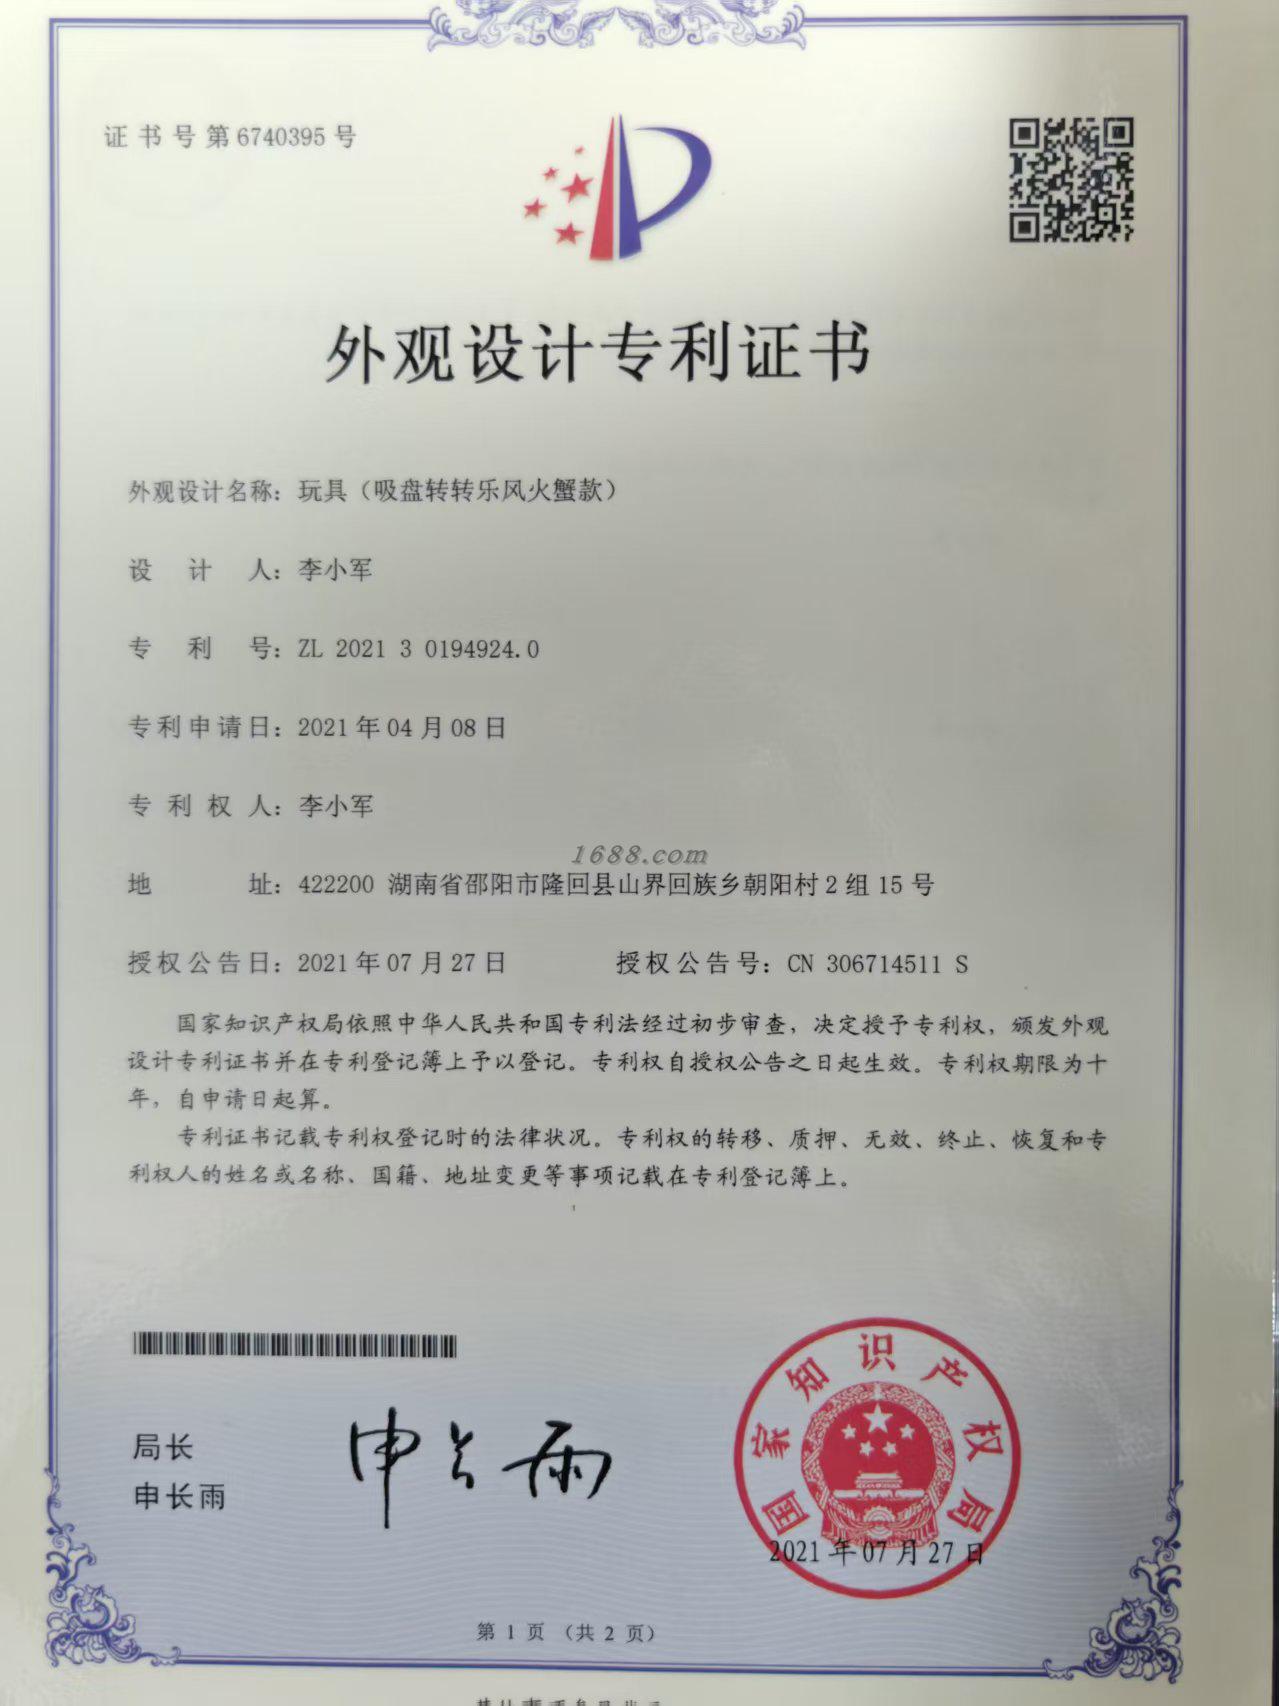 证书号第6740395号
外观设计专利证书
外观设计名称：玩具（吸盘转转乐风火蟹款）
设计人：李小军
专利号：ZL 2021 3 0194924.0
专利申请日：2021年04月08日
专利权人：李小军
1688.com
地址：422200 湖南省邵阳市隆回县山界回族乡朝阳村2组15号
授权公告日：2021年07月27日 授权公告号：CN 306714511 S
国家知识产权局依照中华人民共和国专利法经过初步审查，决定授予专利权，颁发外观
设计专利证书并在专利登记簿上予以登记。专利权自授权公告之日起生效。专利权期限为十
年，自申请日起算。
专利证书记载专利权登记时的法律状况。专利权的转移、质押、无效、终止、恢复和专
利权人的姓名或名称、国籍、地址变更等事项记载在专利登记簿上。
局长
申长雨
申长雨
国家知识产权局
2021年07月27日
第 1 页 （共 2 页）